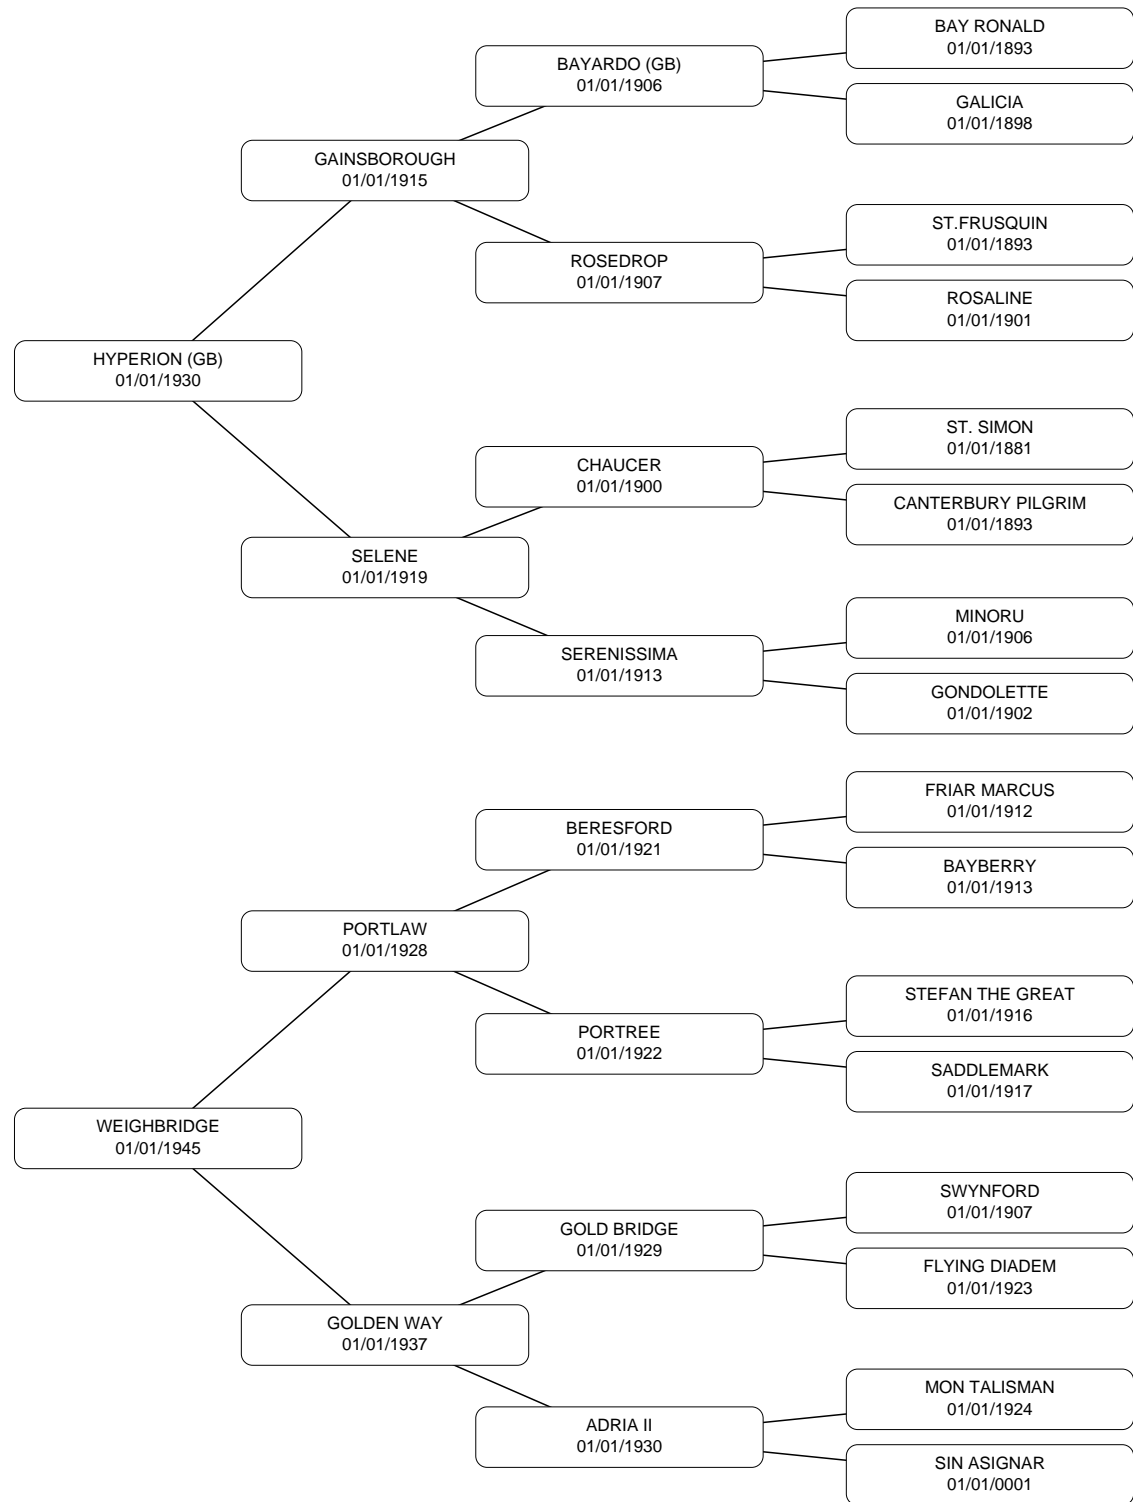 BAY RONALD
01/01/1893
BAYARDO (GB)
01/01/1906
GALICIA
01/01/1898
GAINSBOROUGH
01/01/1915
ST.FRUSQUIN
01/01/1893
ROSEDROP
01/01/1907
ROSALINE
01/01/1901
HYPERION (GB)
01/01/1930
ST. SIMON
01/01/1881
CHAUCER
01/01/1900
CANTERBURY PILGRIM
01/01/1893
SELENE
01/01/1919
MINORU
01/01/1906
SERENISSIMA
01/01/1913
GONDOLETTE
01/01/1902
FRIAR MARCUS
01/01/1912
BERESFORD
01/01/1921
BAYBERRY
01/01/1913
PORTLAW
01/01/1928
STEFAN THE GREAT
01/01/1916
PORTREE
01/01/1922
SADDLEMARK
01/01/1917
WEIGHBRIDGE
01/01/1945
SWYNFORD
01/01/1907
GOLD BRIDGE
01/01/1929
FLYING DIADEM
01/01/1923
GOLDEN WAY
01/01/1937
MON TALISMAN
01/01/1924
ADRIA II
01/01/1930
SIN ASIGNAR
01/01/0001